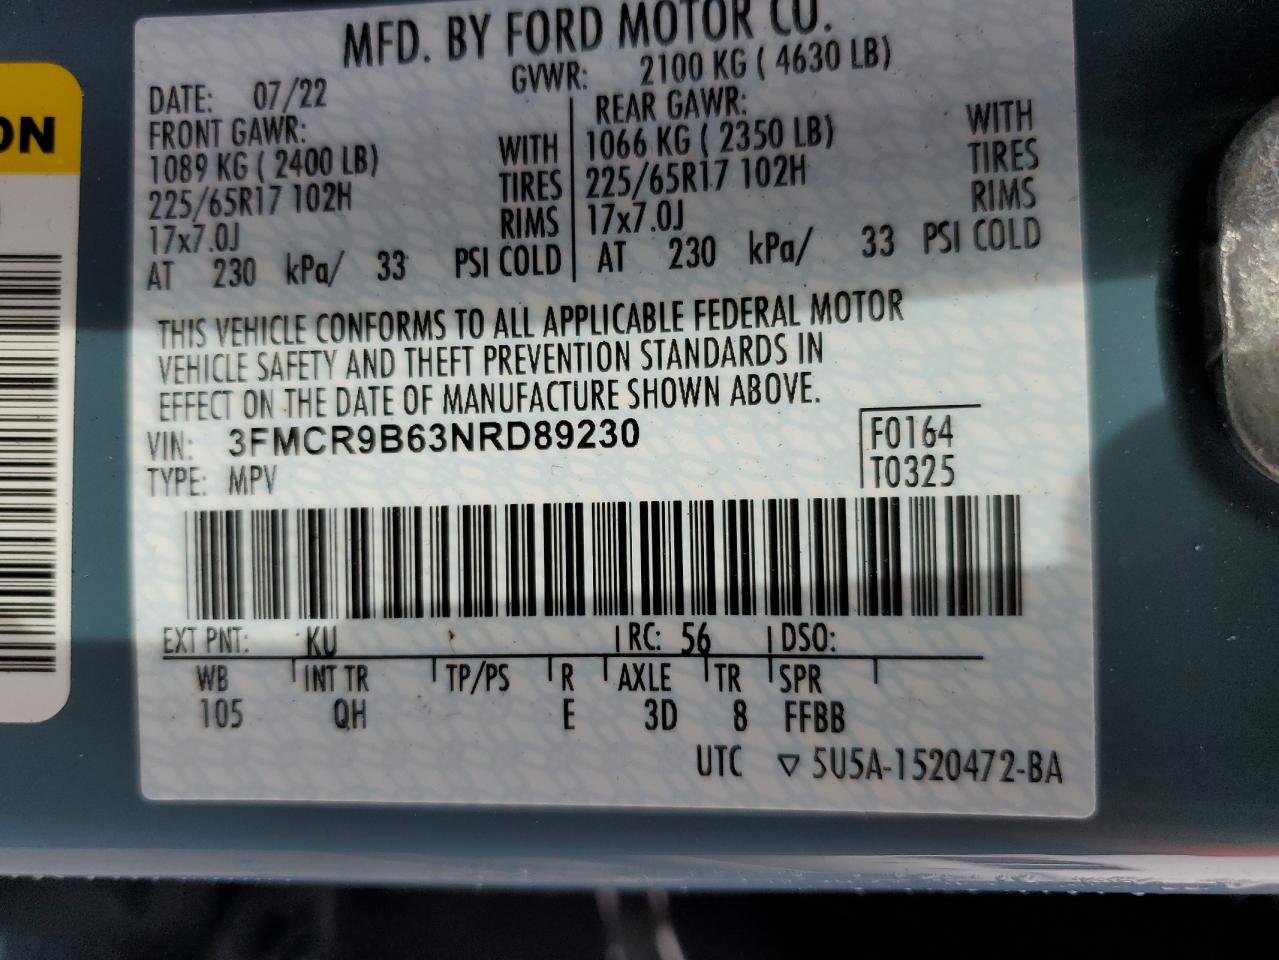 MFD. BY FORD MOTOR CO.
DATE: 07/22 GVWR: 2100 KG ( 4630 LB)
FRONT GAWR: REAR GAWR:
1089 KG ( 2400 LB) WITH 1066 KG ( 2350 LB) WITH
225/65R17 102H TIRES 225/65R17 102H TIRES
17x7.0J RIMS 17x7.0J RIMS
AT 230 kPa/ 33 PSI COLD AT 230 kPa/ 33 PSI COLD
THIS VEHICLE CONFORMS TO ALL APPLICABLE FEDERAL MOTOR
VEHICLE SAFETY AND THEFT PREVENTION STANDARDS IN
EFFECT ON THE DATE OF MANUFACTURE SHOWN ABOVE.
VIN: 3FMCR9B63NRD89230 F0164
TYPE: MPV T0325
EXT PNT: KU RC: 56 DSO:
WB INT TR TP/PS R AXLE TR SPR
105 QH E 3D 8 FFBB
UTC ▽ 5U5A-1520472-BA
ON